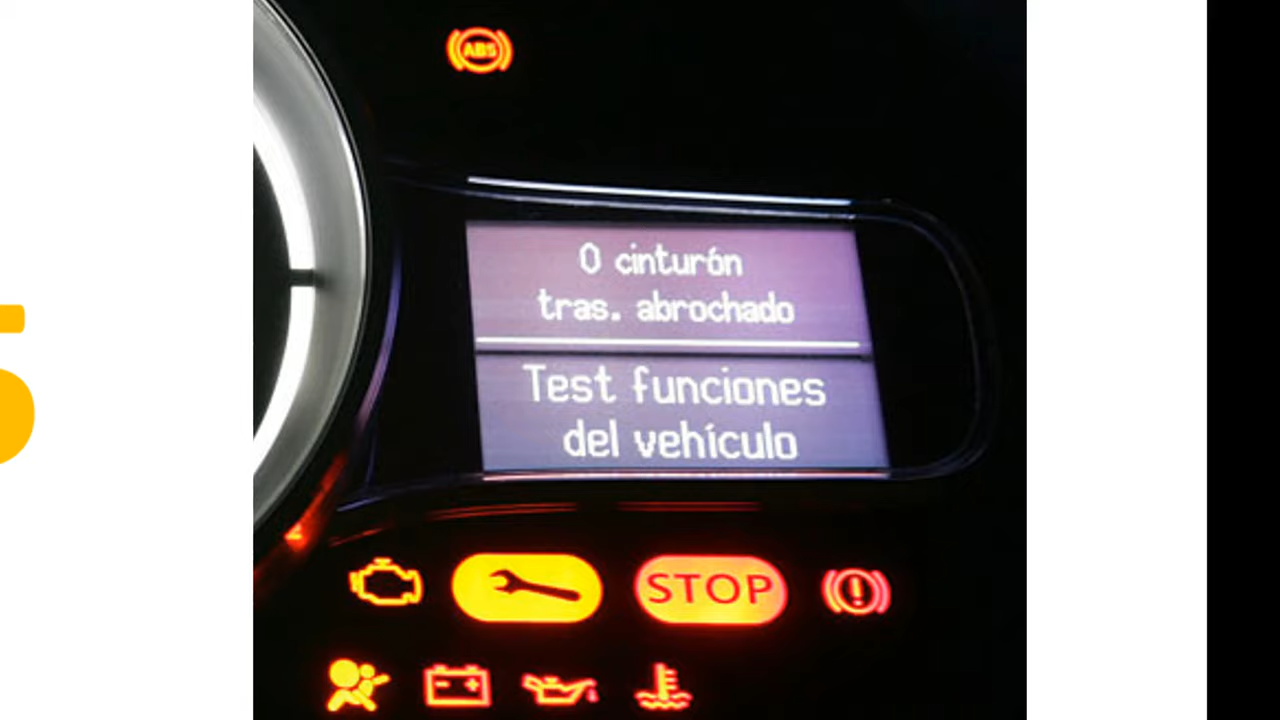 ABS
0 cinturón
tras. abrochado
Test funciones
del vehículo
STOP